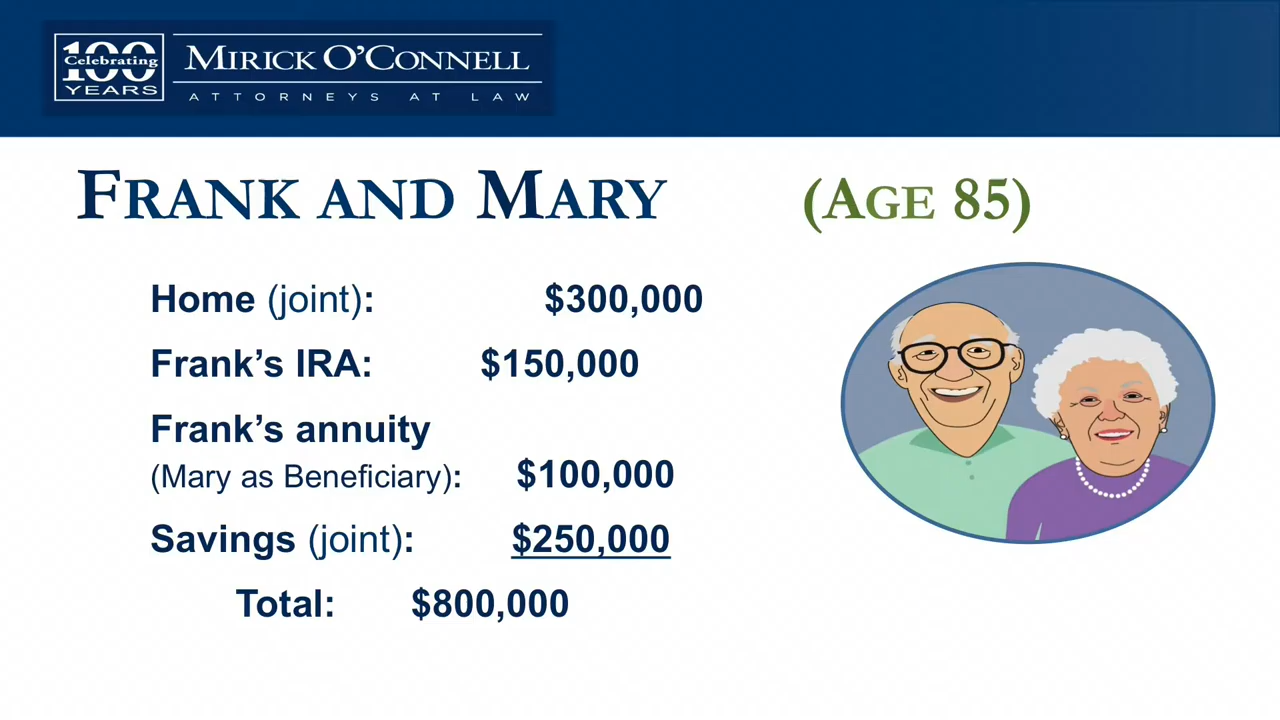 100
Celebrating
YEARS
MIRICK O'CONNELL
ATTORNEYS AT LAW
FRANK AND MARY (AGE 85)
Home (joint): $300,000
Frank's IRA: $150,000
Frank's annuity
(Mary as Beneficiary): $100,000
Savings (joint): $250,000
Total: $800,000